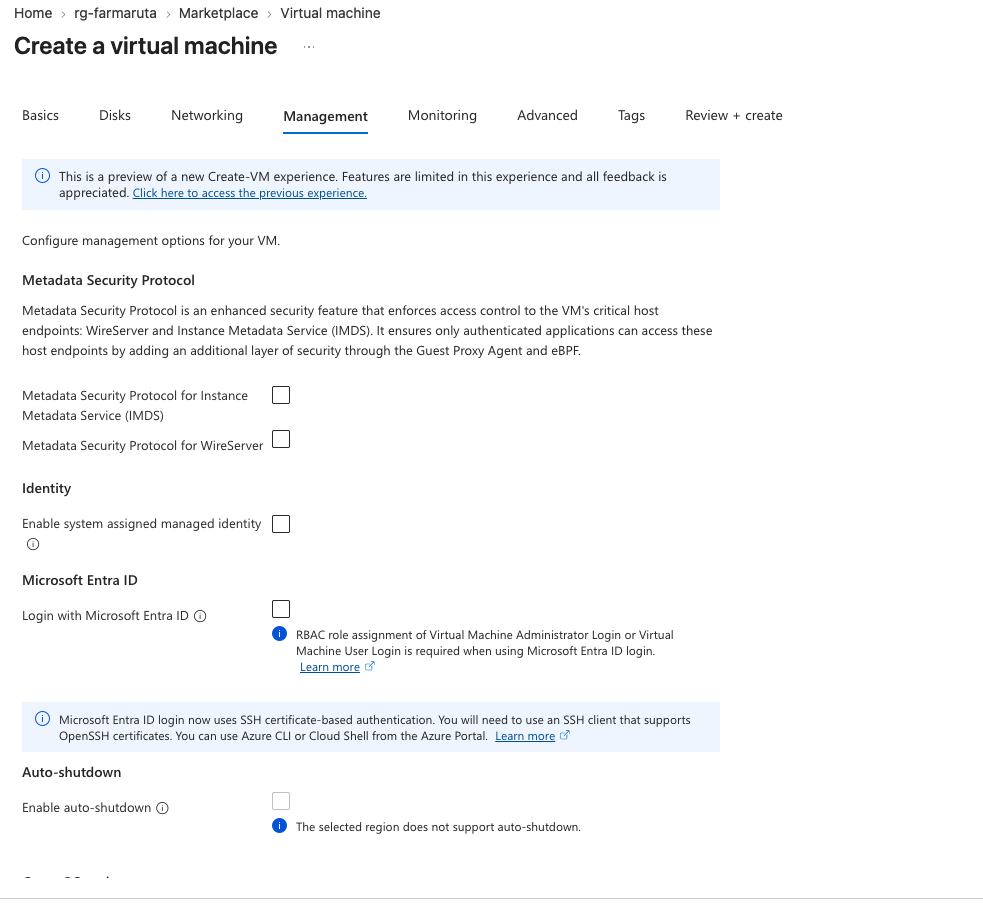 Home > rg-farmaruta > Marketplace > Virtual machine
Create a virtual machine ...
Basics Disks Networking Management Monitoring Advanced Tags Review + create
This is a preview of a new Create-VM experience. Features are limited in this experience and all feedback is
appreciated. Click here to access the previous experience.
Configure management options for your VM.
Metadata Security Protocol
Metadata Security Protocol is an enhanced security feature that enforces access control to the VM's critical host
endpoints: WireServer and Instance Metadata Service (IMDS). It ensures only authenticated applications can access these
host endpoints by adding an additional layer of security through the Guest Proxy Agent and eBPF.
Metadata Security Protocol for Instance
Metadata Service (IMDS)
Metadata Security Protocol for WireServer
Identity
Enable system assigned managed identity
Microsoft Entra ID
Login with Microsoft Entra ID
RBAC role assignment of Virtual Machine Administrator Login or Virtual
Machine User Login is required when using Microsoft Entra ID login.
Learn more
Microsoft Entra ID login now uses SSH certificate-based authentication. You will need to use an SSH client that supports
OpenSSH certificates. You can use Azure CLI or Cloud Shell from the Azure Portal. Learn more
Auto-shutdown
Enable auto-shutdown
The selected region does not support auto-shutdown.